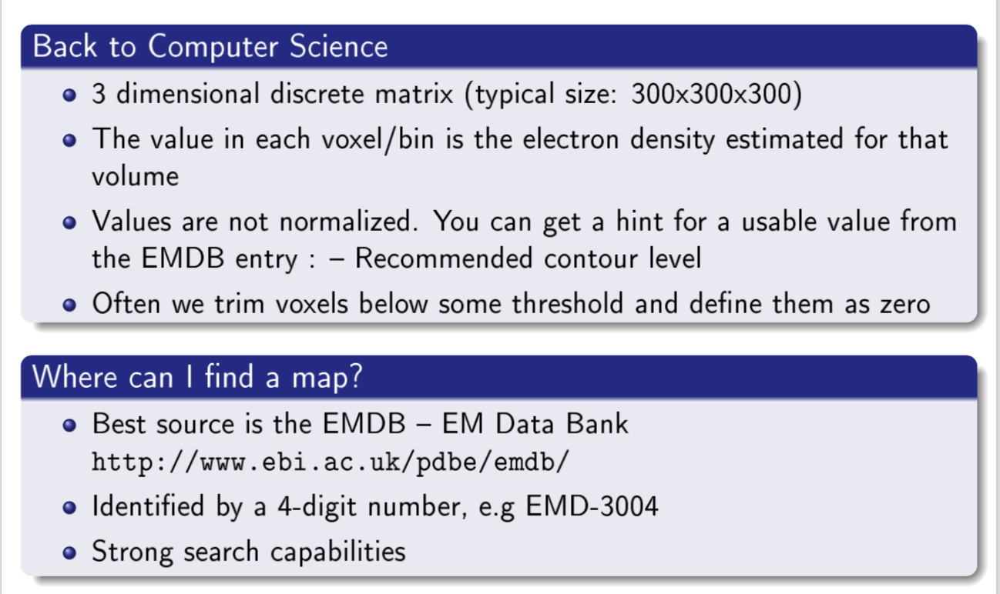 Back to Computer Science
3 dimensional discrete matrix (typical size: 300x300x300)
The value in each voxel/bin is the electron density estimated for that
volume
Values are not normalized. You can get a hint for a usable value from
the EMDB entry : – Recommended contour level
Often we trim voxels below some threshold and define them as zero
Where can I find a map?
Best source is the EMDB – EM Data Bank
http://www.ebi.ac.uk/pdbe/emdb/
Identified by a 4-digit number, e.g EMD-3004
Strong search capabilities